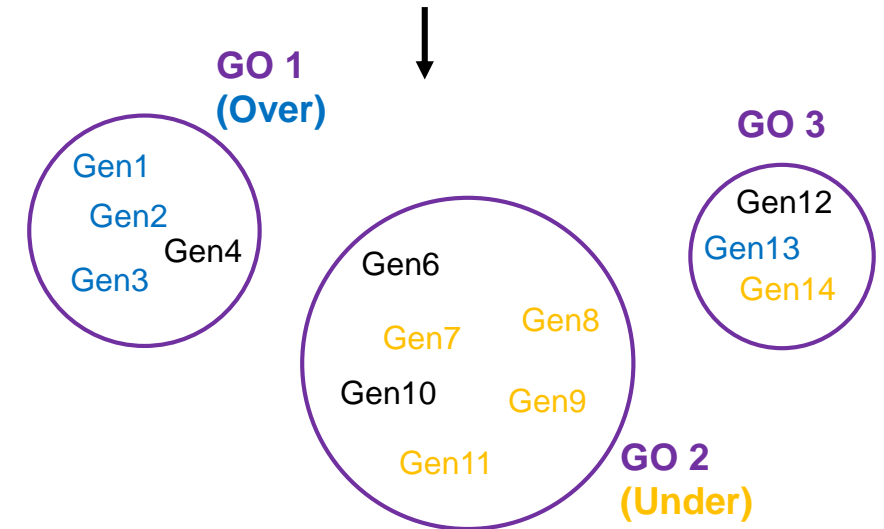 GO 1
(Over)
Gen1
Gen2
Gen4
Gen3
GO 3
Gen12
Gen13
Gen14
Gen6
Gen8
Gen7
Gen10
Gen9
Gen11
GO 2
(Under)